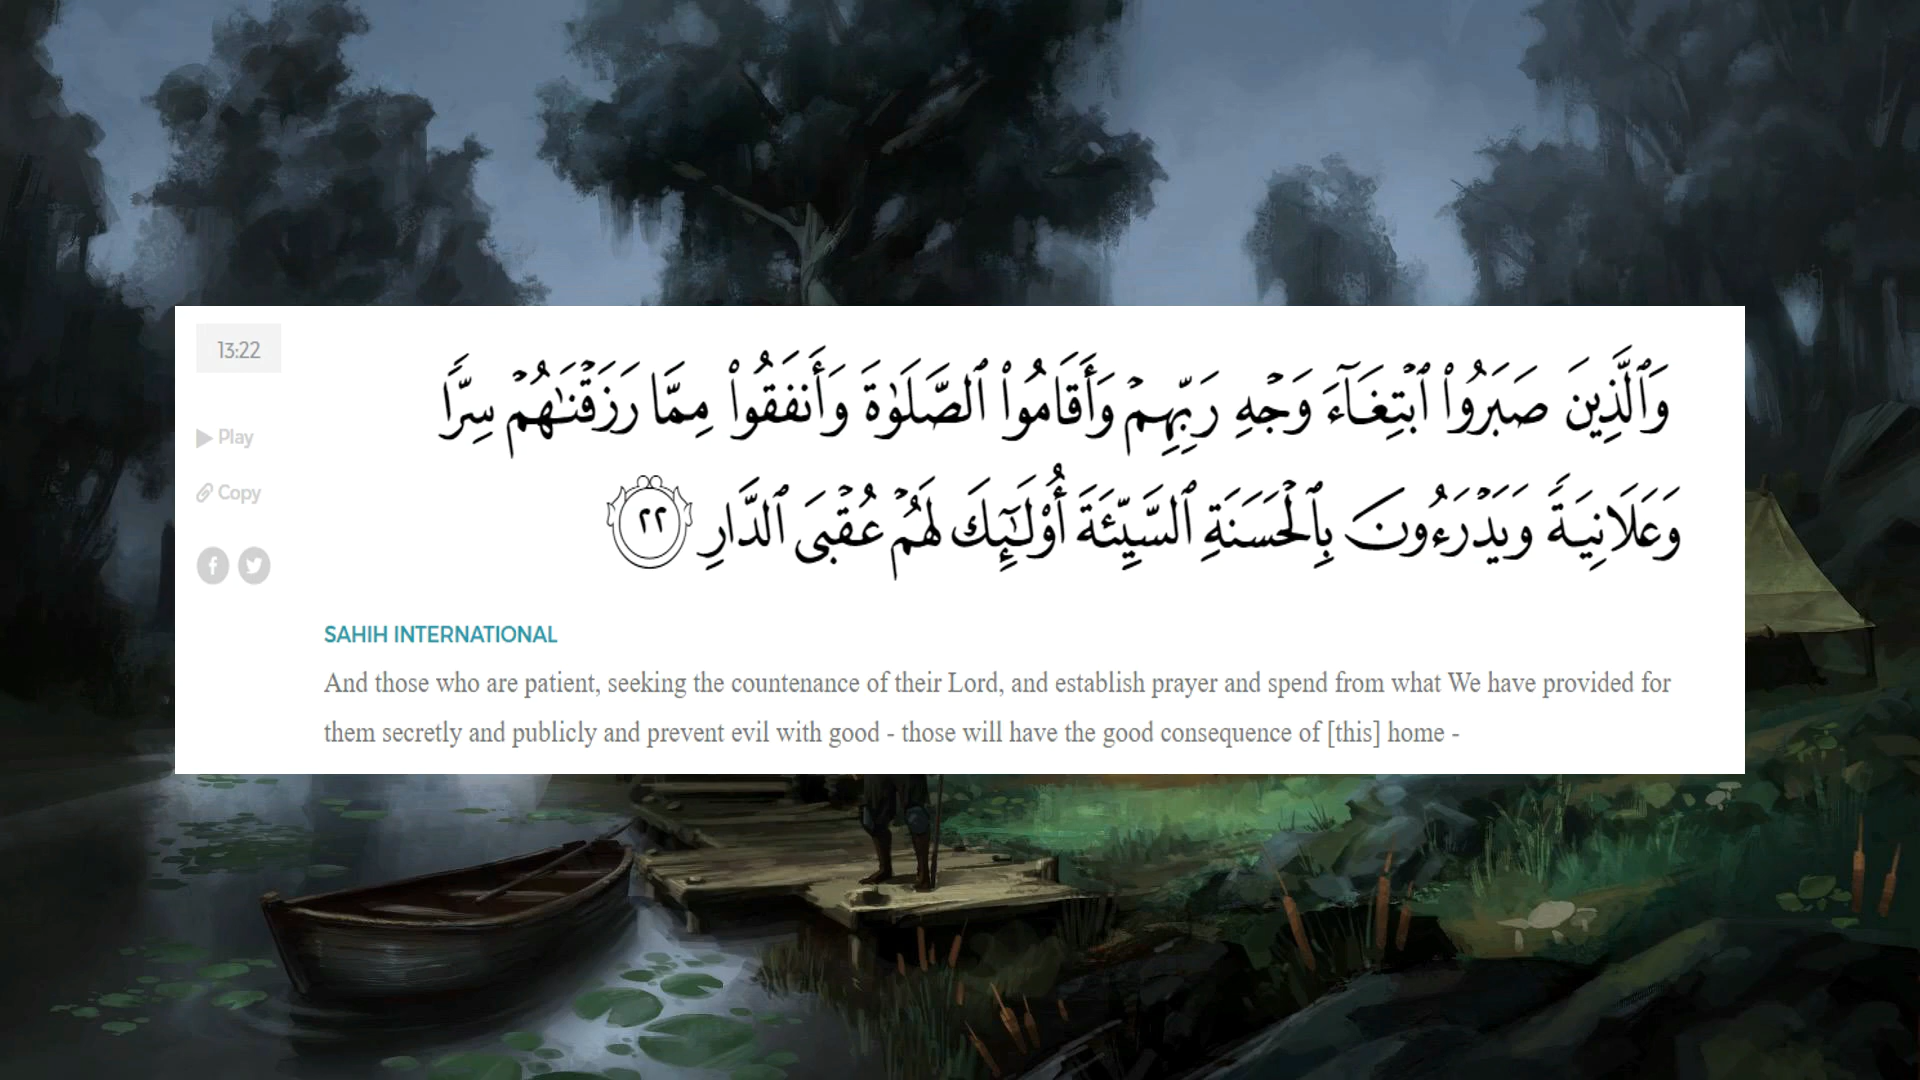 13:22
Play
Copy
وَٱلَّذِينَ صَبَرُوا۟ ٱبْتِغَآءَ وَجْهِ رَبِّهِمْ وَأَقَامُوا۟ ٱلصَّلَوٰةَ وَأَنفَقُوا۟ مِمَّا رَزَقْنَـٰهُمْ سِرًّا
وَعَلَانِيَةً وَيَدْرَءُونَ بِٱلْحَسَنَةِ ٱلسَّيِّئَةَ أُو۟لَـٰٓئِكَ لَهُمْ عُقْبَى ٱلدَّارِ ٢٢
SAHIH INTERNATIONAL
And those who are patient, seeking the countenance of their Lord, and establish prayer and spend from what We have provided for
them secretly and publicly and prevent evil with good - those will have the good consequence of [this] home -